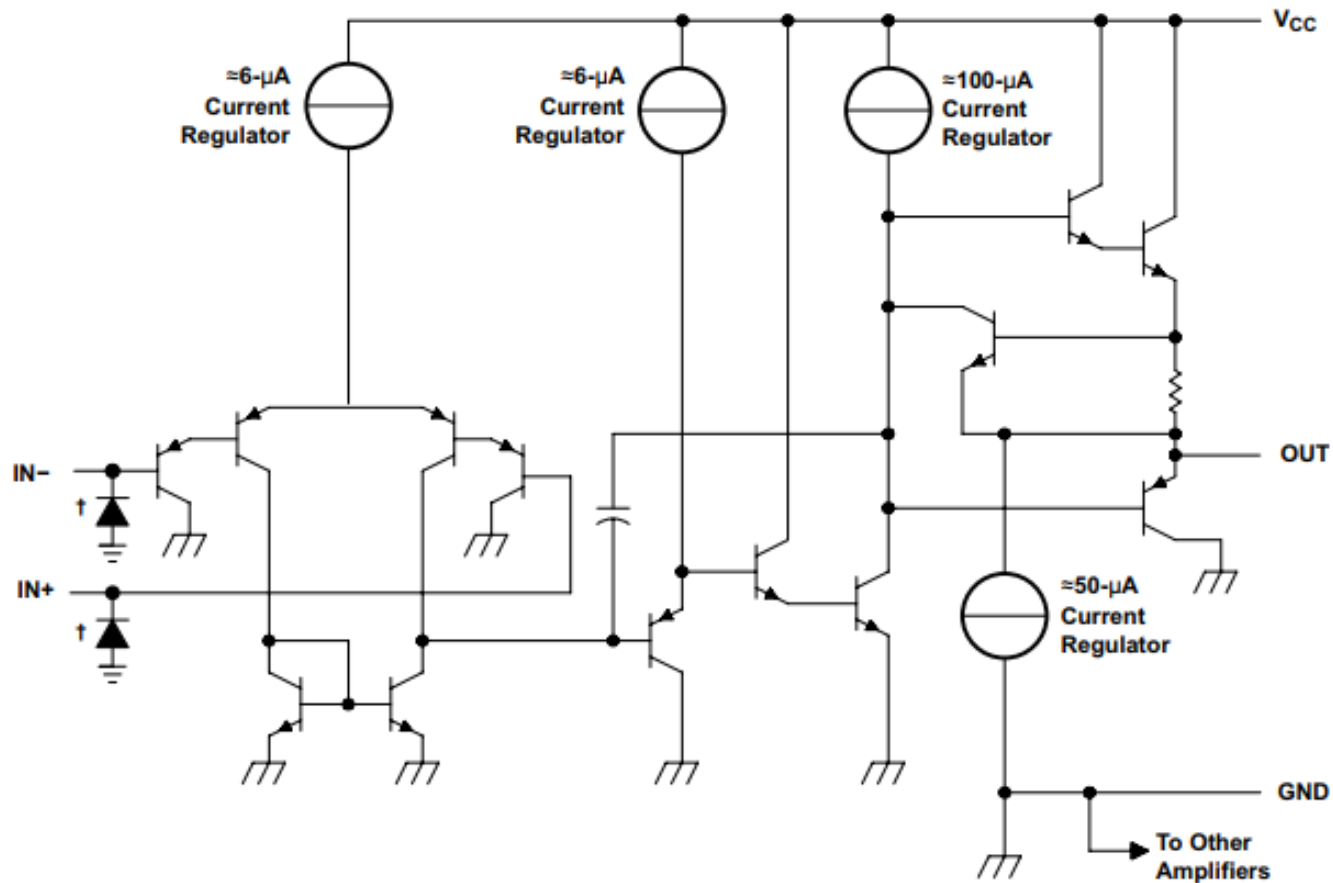 VCC
≈6-µA
Current
Regulator
≈6-µA
Current
Regulator
≈100-µA
Current
Regulator
IN−
†
IN+
†
OUT
≈50-µA
Current
Regulator
GND
To Other
Amplifiers